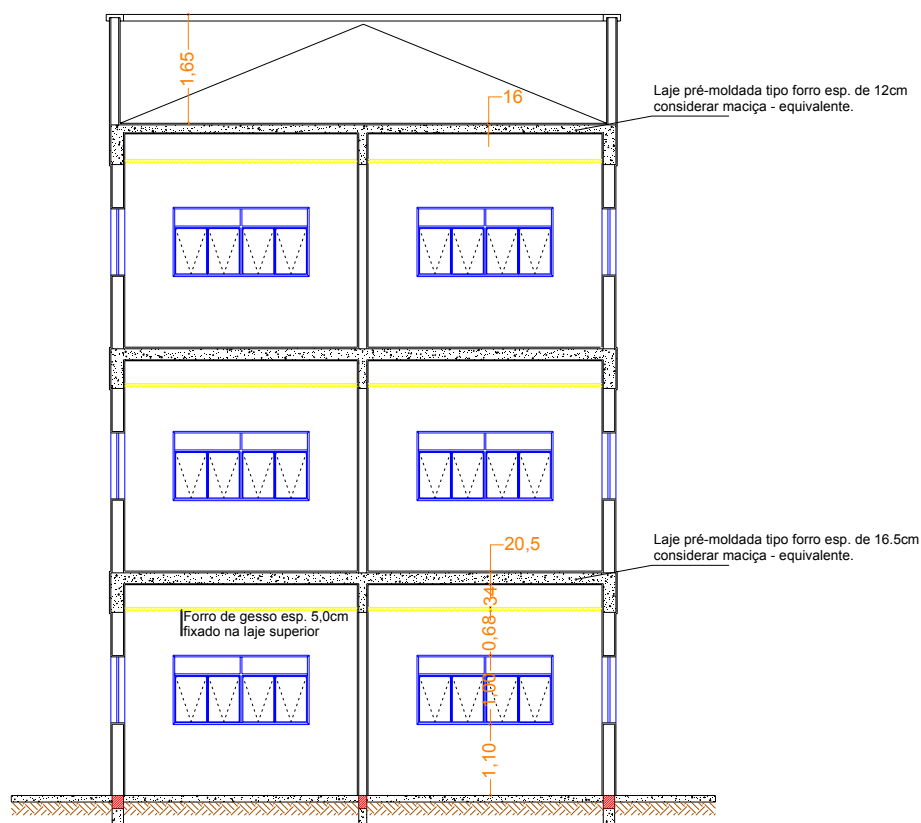 1,65
16
Laje pré-moldada tipo forro esp. de 12cm
considerar maciça - equivalente.
20,5
Laje pré-moldada tipo forro esp. de 16.5cm
considerar maciça - equivalente.
,34
Forro de gesso esp. 5,0cm
fixado na laje superior
0,68
1,00
1,10